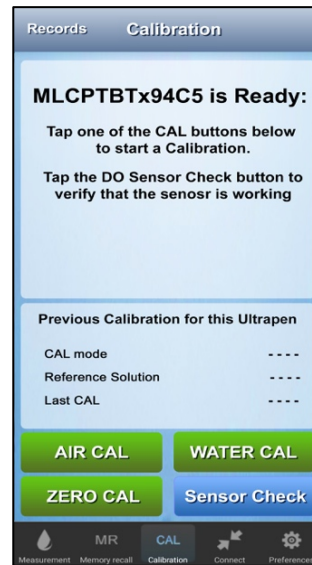 Records Calibration
MLCPTBTx94C5 is Ready:
Tap one of the CAL buttons below
to start a Calibration.
Tap the DO Sensor Check button to
verify that the senosr is working
Previous Calibration for this Ultrapen
CAL mode - - - -
Reference Solution - - - -
Last CAL - - - -
AIR CAL WATER CAL
ZERO CAL Sensor Check
MR CAL
Measurement Memory recall Calibration Connect Preferences